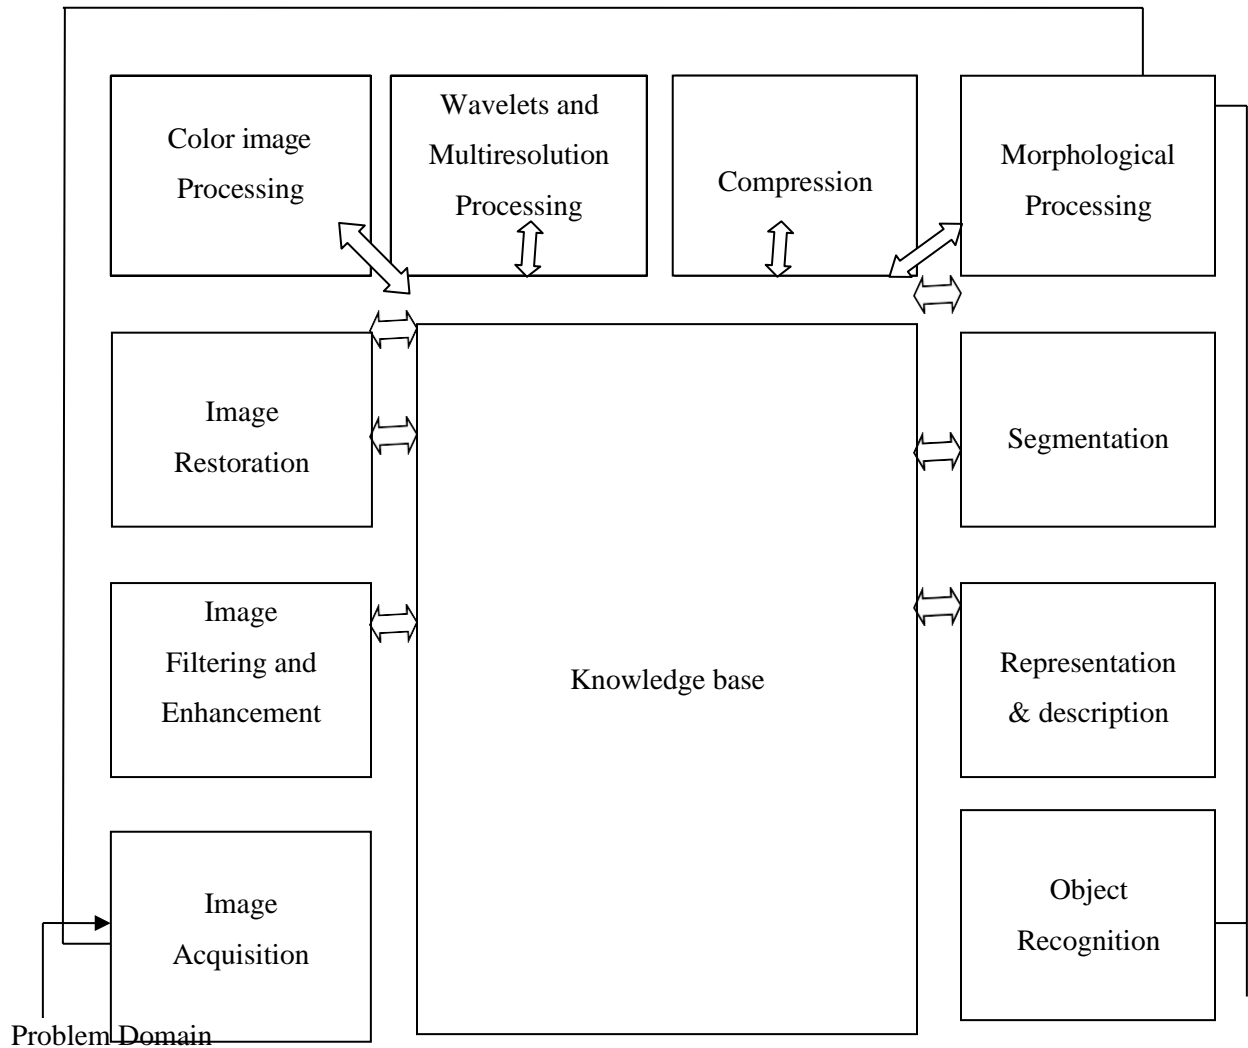 Color image
Processing
Wavelets and
Multiresolution
Processing
Compression
Morphological
Processing
Image
Restoration
Segmentation
Image
Filtering and
Enhancement
Knowledge base
Representation
& description
Image
Acquisition
Object
Recognition
Problem Domain